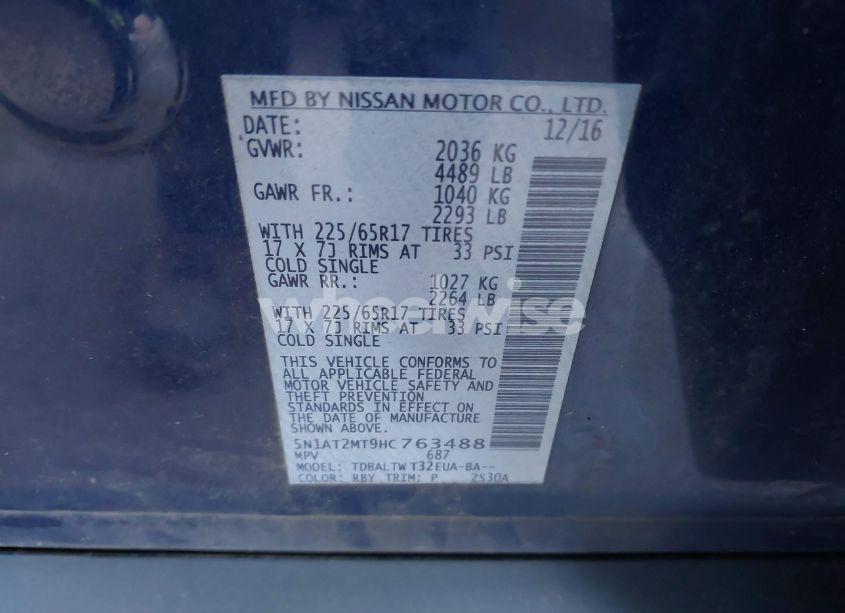 MFD BY NISSAN MOTOR CO., LTD.
DATE: 12/16
GVWR: 2036 KG
4489 LB
GAWR FR.: 1040 KG
2293 LB
WITH 225/65R17 TIRES
17 X 7J RIMS AT 33 PSI
COLD SINGLE
GAWR RR.: 1027 KG
2264 LB
WITH 225/65R17 TIRES
17 X 7J RIMS AT 33 PSI
COLD SINGLE
wheelwise
THIS VEHICLE CONFORMS TO
ALL APPLICABLE FEDERAL
MOTOR VEHICLE SAFETY AND
THEFT PREVENTION
STANDARDS IN EFFECT ON
THE DATE OF MANUFACTURE
SHOWN ABOVE.
5N1AT2MT9HC763488
MPV 687
MODEL: TDBALTW T32EUA-BA--
COLOR: RBY TRIM: P ZS30A